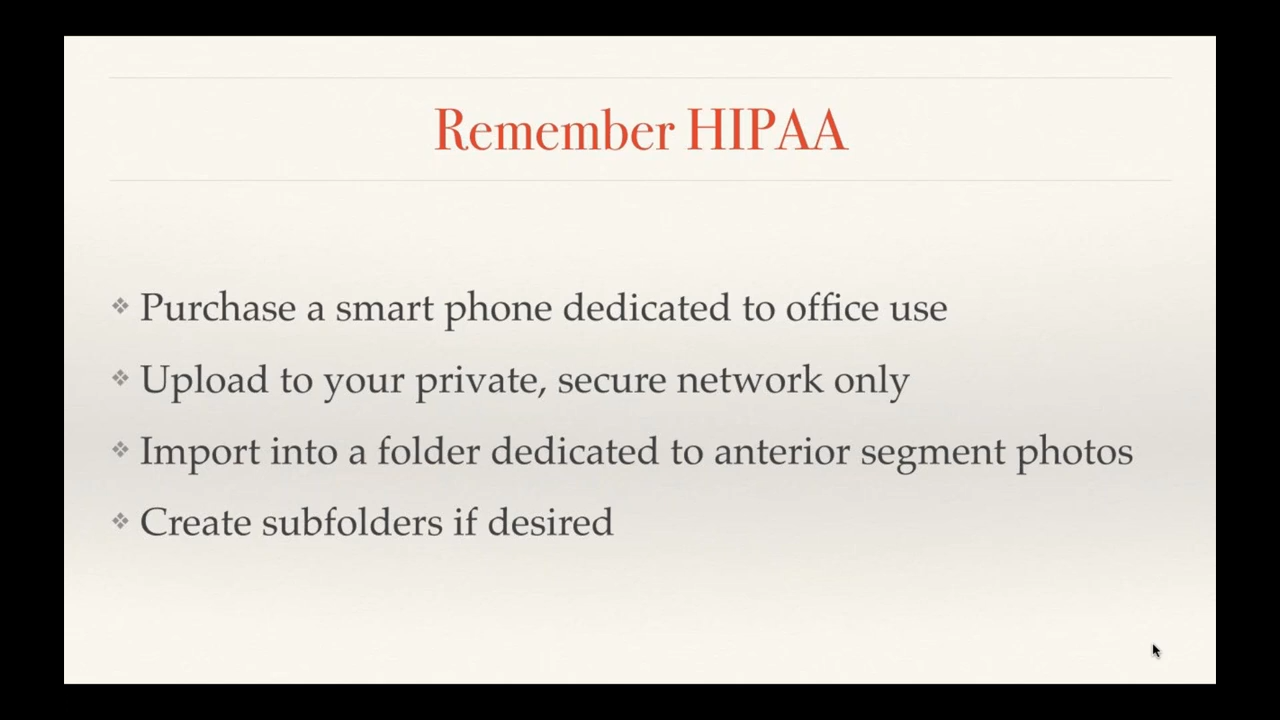 Remember HIPAA
Purchase a smart phone dedicated to office use
Upload to your private, secure network only
Import into a folder dedicated to anterior segment photos
Create subfolders if desired